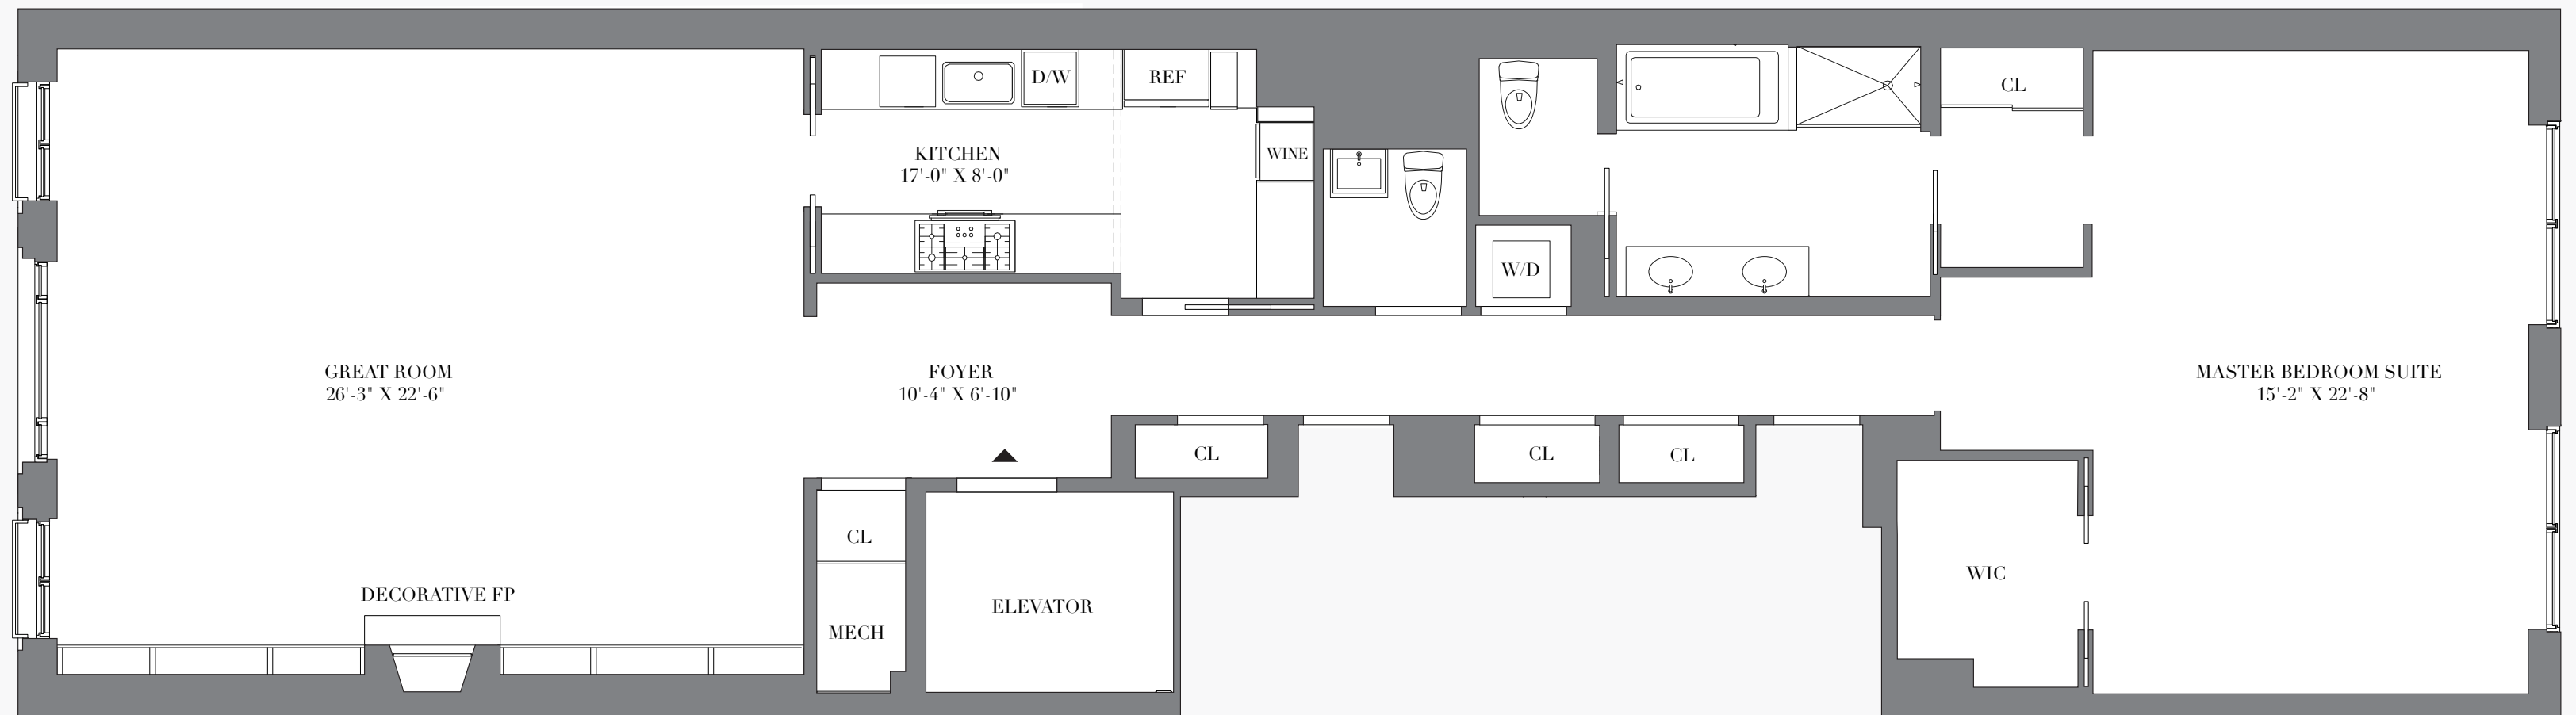 D/W
REF
CL
KITCHEN
17'-0" X 8'-0"
WINE
W/D
GREAT ROOM
26'-3" X 22'-6"
FOYER
10'-4" X 6'-10"
MASTER BEDROOM SUITE
15'-2" X 22'-8"
CL
CL
CL
CL
WIC
DECORATIVE FP
ELEVATOR
MECH